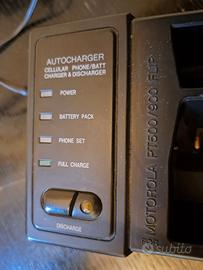 AUTOCHARGER
CELLULAR PHONE/BATT
CHARGER & DISCHARGER
POWER
BATTERY PACK
PHONE SET
FULL CHARGE
DISCHARGE
MOTOROLA PT500/900 FLIP
subito